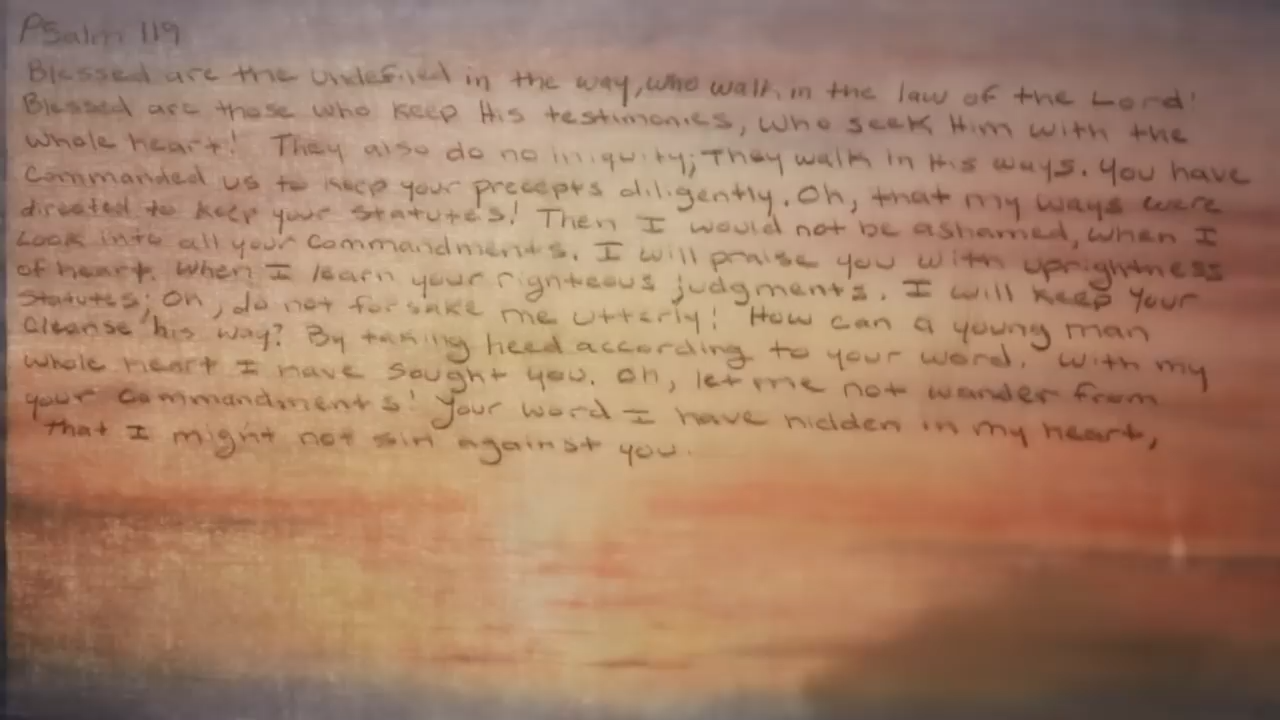 Psalm 119
Blessed are the undefiled in the way, who walk in the law of the Lord!
Blessed are those who keep His testimonies, who seek Him with the
whole heart! They also do no iniquity; They walk in His ways. You have
Commanded us to keep your precepts diligently. Oh, that my ways were
directed to keep your statutes! Then I would not be ashamed, when I
Look into all your commandments. I will praise you with uprightness
of heart. When I learn your righteous judgments. I will keep Your
Statutes; Oh, do not forsake me utterly! How can a young man
Cleanse his way? By taking heed according to your word. With my
whole heart I have sought you. Oh, let me not wander from
your Commandments! Your word I have hidden in my heart,
that I might not sin against you.